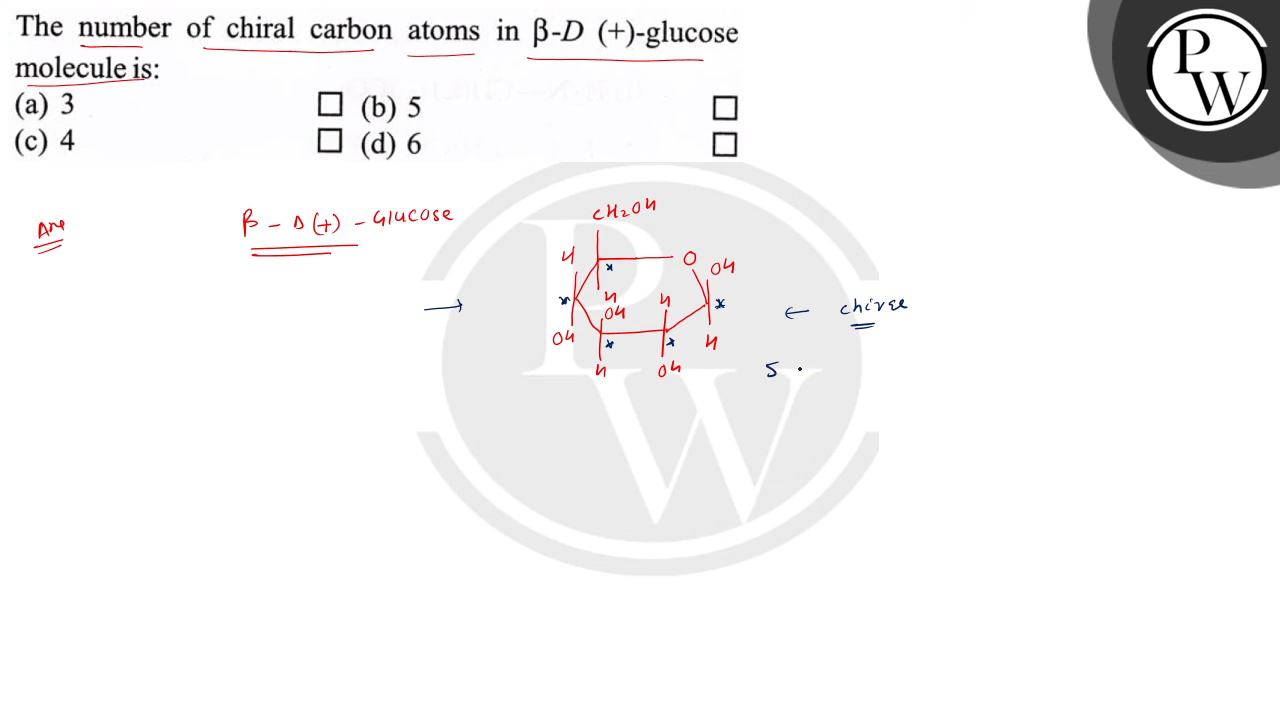 The number of chiral carbon atoms in β-D (+)-glucose
molecule is:
(a) 3 □ (b) 5 □
(c) 4 □ (d) 6 □
P
W
Ans
β - D (+) - Glucose
CH2OH
H
O
OH
*
H
H
*
OH
*
→
← chiral
OH
*
*
H
H
OH
5 .
PW